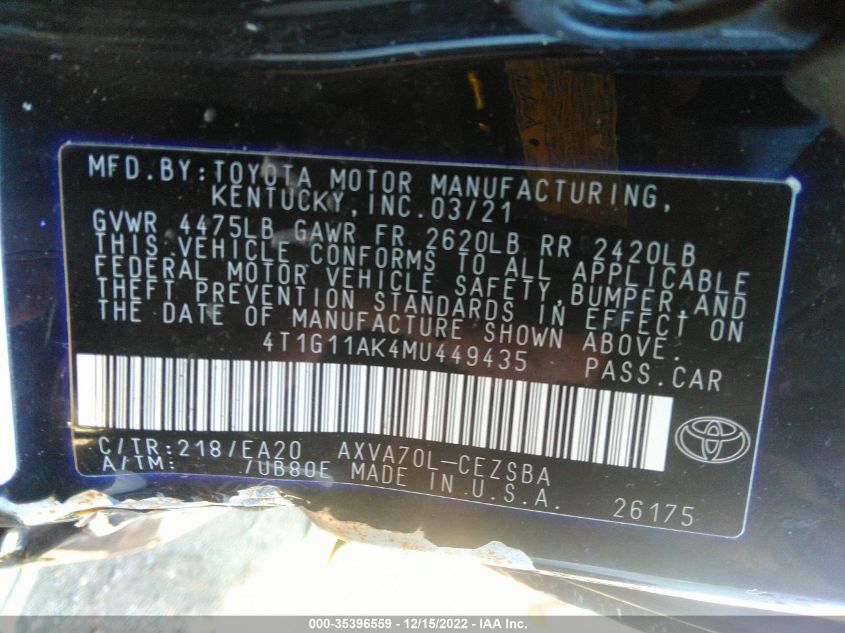 MFD.BY:TOYOTA MOTOR MANUFACTURING,
KENTUCKY,INC.03/21
GVWR 4475LB GAWR FR 2620LB RR 2420LB
THIS VEHICLE CONFORMS TO ALL APPLICABLE
FEDERAL MOTOR VEHICLE SAFETY,BUMPER,AND
THEFT PREVENTION STANDARDS IN EFFECT ON
THE DATE OF MANUFACTURE SHOWN ABOVE.
4T1G11AK4MU449435 PASS.CAR
C/TR:218/EA20 AXVA70L-CEZSBA
A/TM: /UB80E MADE IN U.S.A. 26175
000-35396559 - 12/15/2022 - IAA Inc.